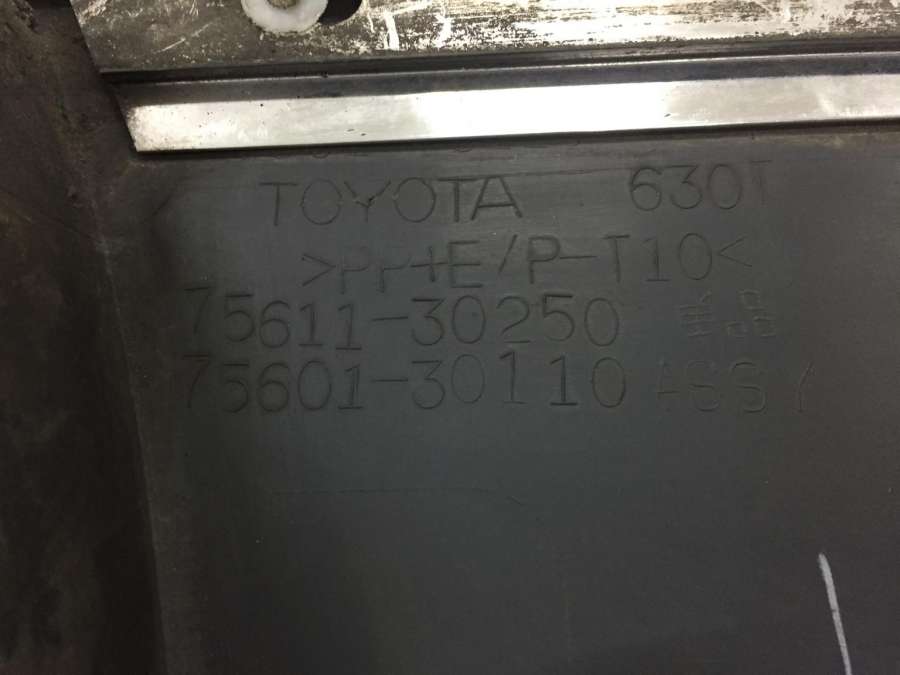 TOYOTA 630T
>PP+E/P-T10<
75611-30250 単品
75601-30110 ASSY